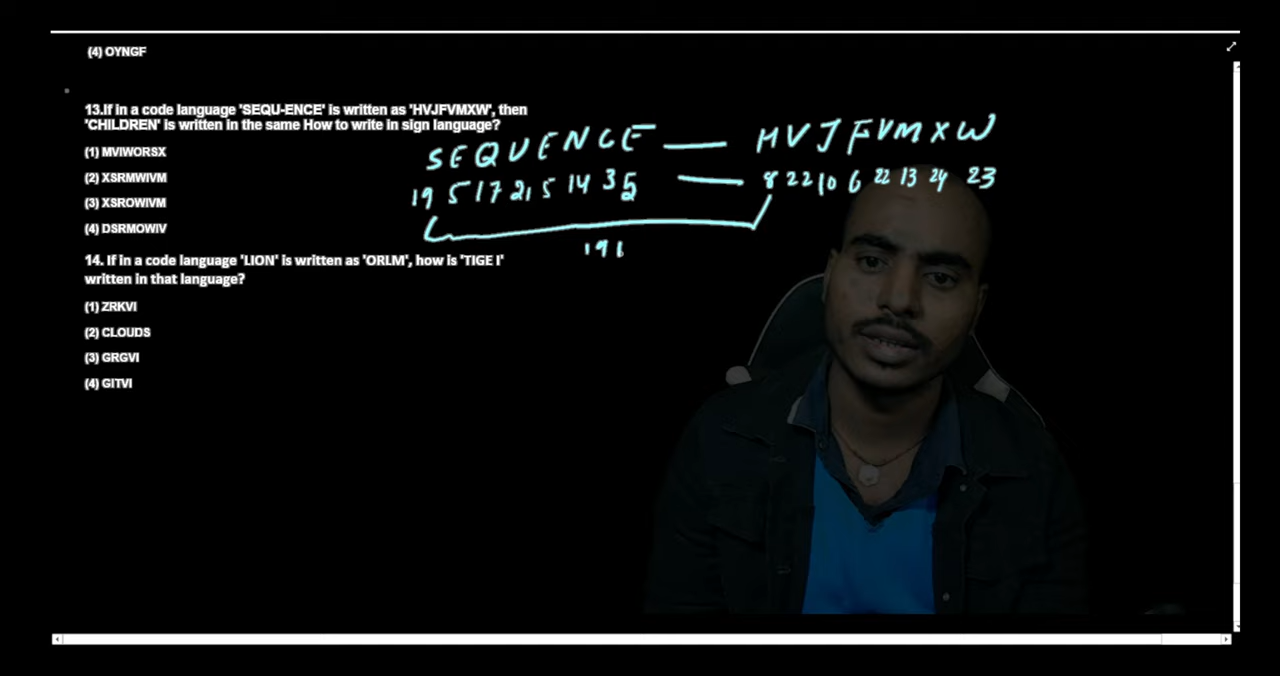 (4) OYNGF
13.If in a code language 'SEQU-ENCE' is written as 'HVJFVMXW', then
'CHILDREN' is written in the same How to write in sign language?
(1) MVIWORSX
(2) XSRMWIVM
(3) XSROWIVM
(4) DSRMOWIV
14. If in a code language 'LION' is written as 'ORLM', how is 'TIGE I'
written in that language?
(1) ZRKVI
(2) CLOUDS
(3) GRGVI
(4) GITVI
SEQUENCE — HVJFVMXW
19 5 17 21 5 14 3 5 — 8 22 10 6 22 13 24 23
191